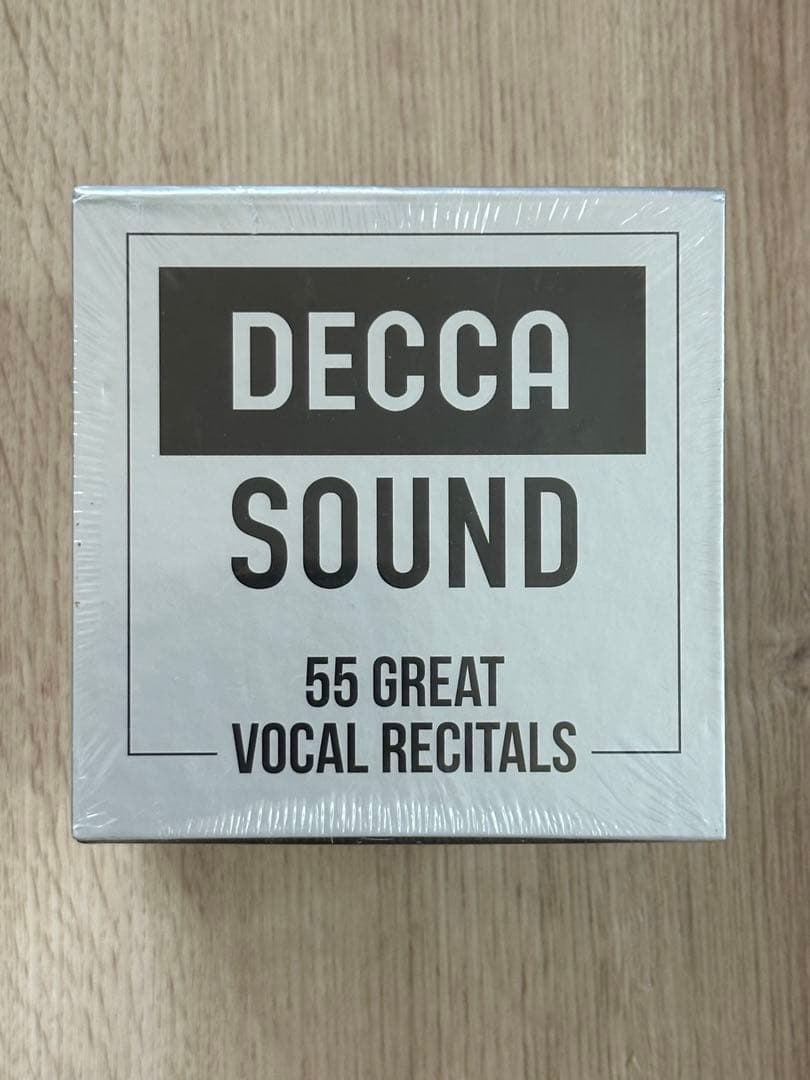 DECCA
SOUND
55 GREAT
VOCAL RECITALS